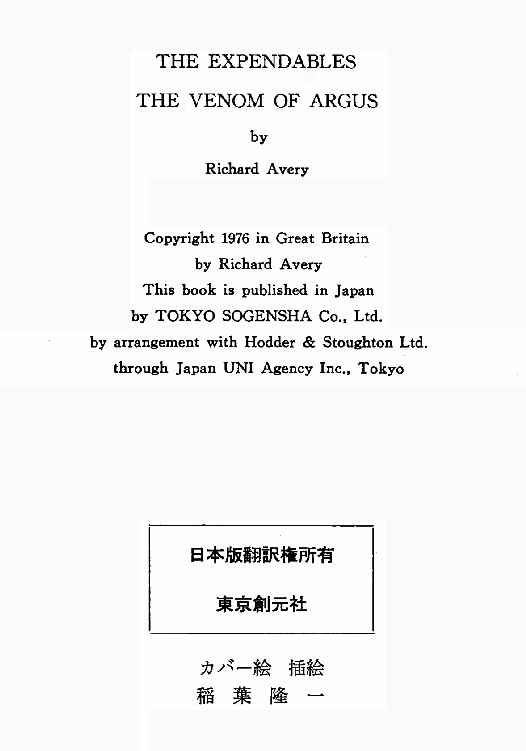 THE EXPENDABLES
THE VENOM OF ARGUS
by
Richard Avery
Copyright 1976 in Great Britain
by Richard Avery
This book is published in Japan
by TOKYO SOGENSHA Co., Ltd.
by arrangement with Hodder & Stoughton Ltd.
through Japan UNI Agency Inc., Tokyo
日本版翻訳権所有
東京創元社
カバー絵 挿絵
稲葉隆一